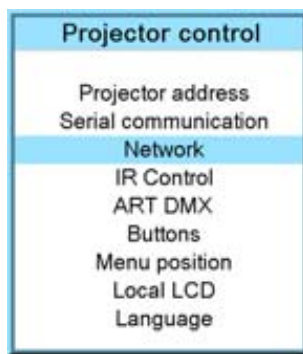 Projector control
Projector address
Serial communication
Network
IR Control
ART DMX
Buttons
Menu position
Local LCD
Language